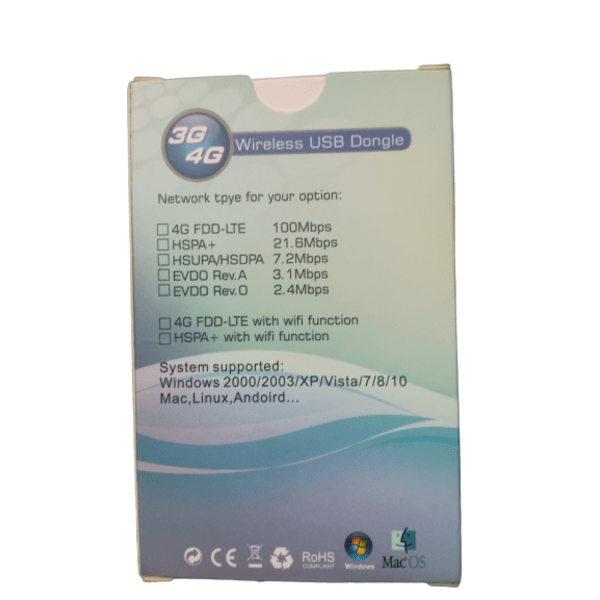 3G
4G
Wireless USB Dongle
Network tpye for your option:
4G FDD-LTE 100Mbps
HSPA+ 21.6Mbps
HSUPA/HSDPA 7.2Mbps
EVDO Rev.A 3.1Mbps
EVDO Rev.O 2.4Mbps
4G FDD-LTE with wifi function
HSPA+ with wifi function
System supported:
Windows 2000/2003/XP/Vista/7/8/10
Mac,Linux,Andoird...
CE
RoHS
COMPLIANT
Windows
Mac OS